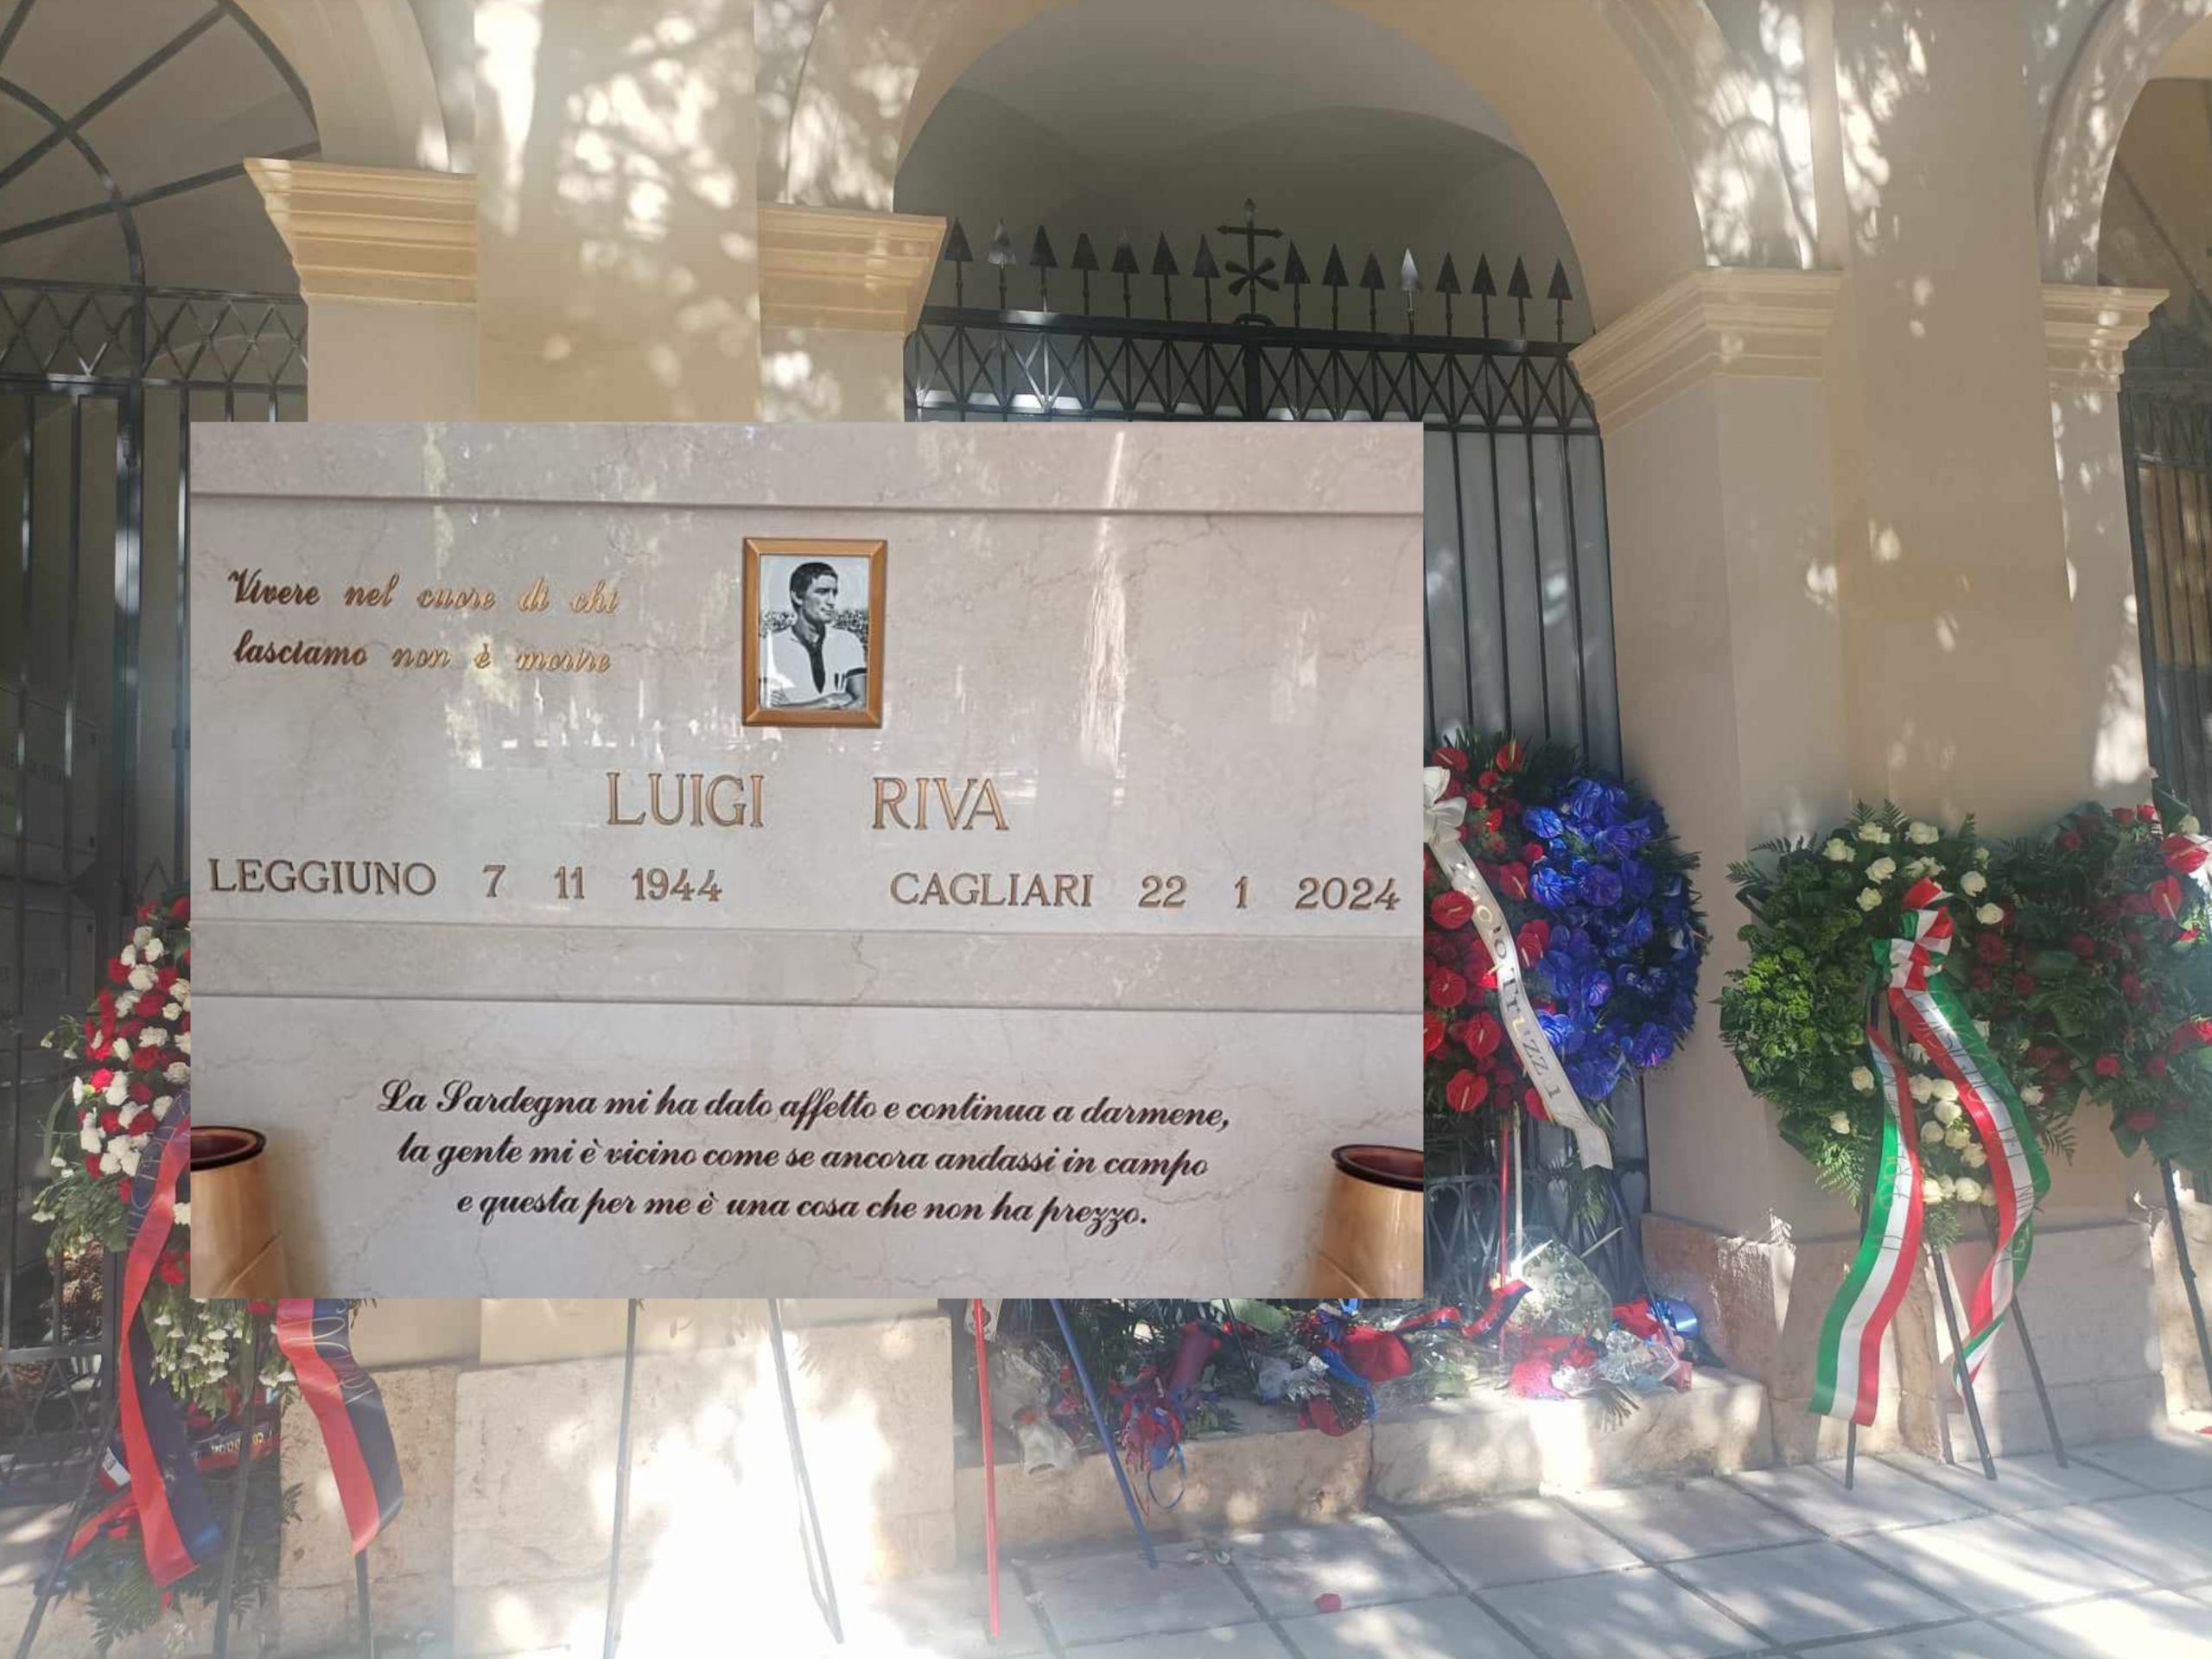 Vivere nel cuore di chi
lasciamo non è morire
LUIGI RIVA
LEGGIUNO 7 11 1944 CAGLIARI 22 1 2024
La Sardegna mi ha dato affetto e continua a darmene,
la gente mi è vicino come se ancora andassi in campo
e questa per me è una cosa che non ha prezzo.